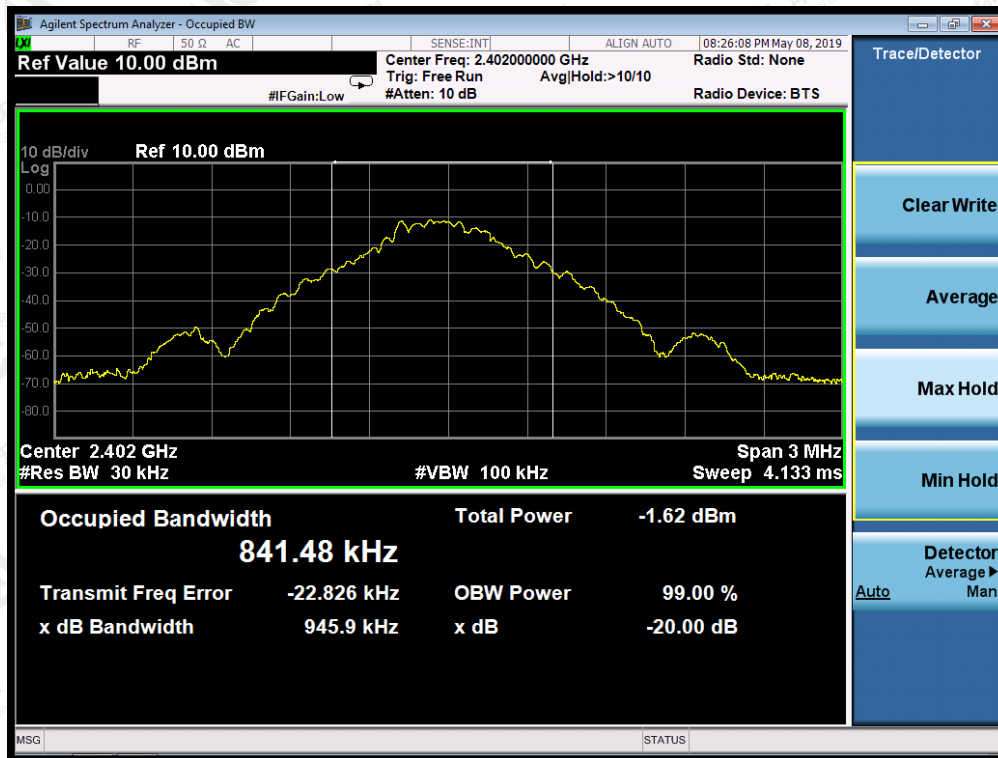 Agilent Spectrum Analyzer - Occupied BW
LXI RF 50 Ω AC SENSE:INT ALIGN AUTO 08:26:08 PM May 08, 2019
Ref Value 10.00 dBm
Center Freq: 2.402000000 GHz
Radio Std: None
Trig: Free Run Avg|Hold:>10/10
#IFGain:Low
#Atten: 10 dB
Radio Device: BTS
10 dB/div Ref 10.00 dBm
Log
0.00
-10.0
-20.0
-30.0
-40.0
-50.0
-60.0
-70.0
-80.0
Center 2.402 GHz Span 3 MHz
#Res BW 30 kHz #VBW 100 kHz Sweep 4.133 ms
Occupied Bandwidth Total Power -1.62 dBm
841.48 kHz
Transmit Freq Error -22.826 kHz OBW Power 99.00 %
x dB Bandwidth 945.9 kHz x dB -20.00 dB
MSG STATUS
Trace/Detector
Clear Write
Average
Max Hold
Min Hold
Detector
Average
Auto Man